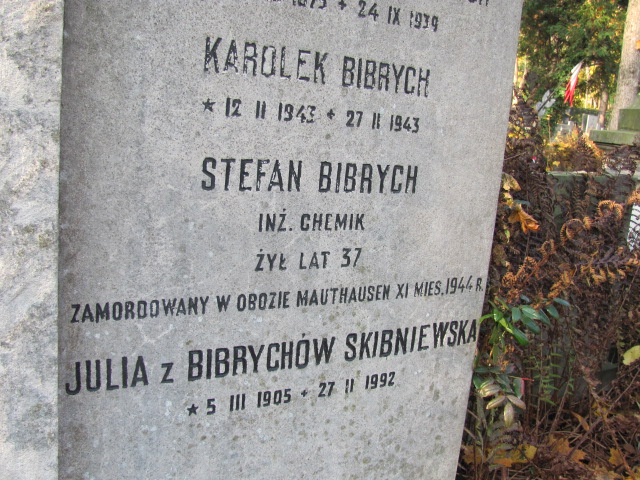 1873 + 24 IX 1939
KAROLEK BIBRYCH
* 12 II 1943 + 27 II 1943
STEFAN BIBRYCH
INŻ. CHEMIK
ŻYŁ LAT 37
ZAMORDOWANY W OBOZIE MAUTHAUSEN XI MIES. 1944 R.
JULIA z BIBRYCHÓW SKIBNIEWSKA
* 5 III 1905 + 27 II 1992